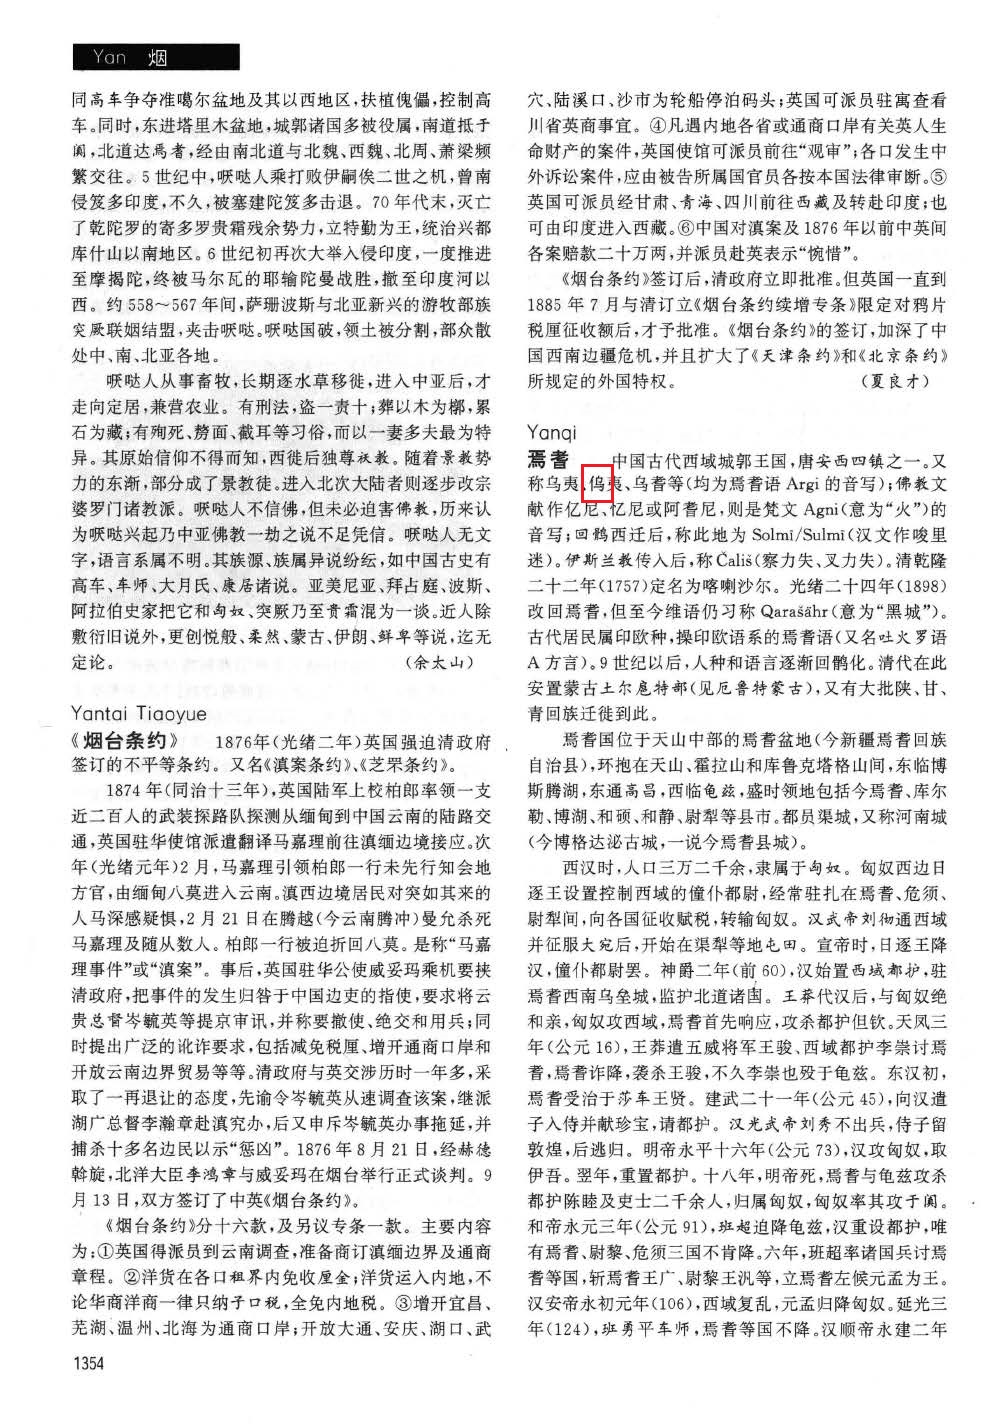 Yan 烟
同高车争夺准噶尔盆地及其以西地区,扶植傀儡,控制高
车。同时,东进塔里木盆地,城郭诸国多被役属,南道抵于
阗,北道达焉耆,经由南北道与北魏、西魏、北周、萧梁频
繁交往。5世纪中,哒哒人乘打败伊嗣俟二世之机,曾南
侵笈多印度,不久,被塞建陀笈多击退。70年代末,灭亡
了乾陀罗的寄多罗贵霜残余势力,立特勤为王,统治兴都
库什山以南地区。6世纪初再次大举入侵印度,一度推进
至摩揭陀,终被马尔瓦的耶输陀曼战胜,撤至印度河以
西。约558～567年间,萨珊波斯与北亚新兴的游牧部族
突厥联姻结盟,夹击𠹌哒。𠹌哒国破,领土被分割,部众散
处中、南、北亚各地。
𠹌哒人从事畜牧,长期逐水草移徙,进入中亚后,才
走向定居,兼营农业。有刑法,盗一责十;葬以木为槨,累
石为藏;有殉死、剺面、截耳等习俗,而以一妻多夫最为特
异。其原始信仰不得而知,西徙后独尊祆教。随着景教势
力的东渐,部分成了景教徒。进入北次大陆者则逐步改宗
婆罗门诸教派。𠹌哒人不信佛,但未必迫害佛教,历来认
为𠹌哒兴起乃中亚佛教一劫之说不足凭信。𠹌哒人无文
字,语言系属不明。其族源、族属异说纷纭,如中国古史有
高车、车师、大月氏、康居诸说。亚美尼亚、拜占庭、波斯、
阿拉伯史家把它和匈奴、突厥乃至贵霜混为一谈。近人除
敷衍旧说外,更创悦般、柔然、蒙古、伊朗、鲜卑等说,迄无
定论。 (余太山)
Yantai Tiaoyue
《烟台条约》 1876年(光绪二年)英国强迫清政府
签订的不平等条约。又名《滇案条约》、《芝罘条约》。
1874年(同治十三年),英国陆军上校柏郎率领一支
近二百人的武装探路队探测从缅甸到中国云南的陆路交
通,英国驻华使馆派遣翻译马嘉理前往滇缅边境接应。次
年(光绪元年)2月,马嘉理引领柏郎一行未先行知会地
方官,由缅甸八莫进入云南。滇西边境居民对突如其来的
人马深感疑惧,2月21日在腾越(今云南腾冲)曼允杀死
马嘉理及随从数人。柏郎一行被迫折回八莫。是称“马嘉
理事件”或“滇案”。事后,英国驻华公使威妥玛乘机要挟
清政府,把事件的发生归咎于中国边吏的指使,要求将云
贵总督岑毓英等提京审讯,并称要撤使、绝交和用兵;同
时提出广泛的讹诈要求,包括减免税厘、增开通商口岸和
开放云南边界贸易等等。清政府与英交涉历时一年多,采
取了一再退让的态度,先谕令岑毓英从速调查该案,继派
湖广总督李瀚章赴滇究办,后又申斥岑毓英办事拖延,并
捕杀十多名边民以示“惩凶”。1876年8月21日,经赫德
斡旋,北洋大臣李鸿章与威妥玛在烟台举行正式谈判。9
月13日,双方签订了中英《烟台条约》。
《烟台条约》分十六款,及另议专条一款。主要内容
为:①英国得派员到云南调查,准备商订滇缅边界及通商
章程。②洋货在各口租界内免收厘金;洋货运入内地,不
论华商洋商一律只纳子口税,全免内地税。③增开宜昌、
芜湖、温州、北海为通商口岸;开放大通、安庆、湖口、武
1354
穴、陆溪口、沙市为轮船停泊码头;英国可派员驻寓查看
川省英商事宜。④凡遇内地各省或通商口岸有关英人生
命财产的案件,英国使馆可派员前往“观审”;各口发生中
外诉讼案件,应由被告所属国官员各按本国法律审断。⑤
英国可派员经甘肃、青海、四川前往西藏及转赴印度;也
可由印度进入西藏。⑥中国对滇案及1876年以前中英间
各案赔款二十万两,并派员赴英表示“惋惜”。
《烟台条约》签订后,清政府立即批准。但英国一直到
1885年7月与清订立《烟台条约续增专条》限定对鸦片
税厘征收额后,才予批准。《烟台条约》的签订,加深了中
国西南边疆危机,并且扩大了《天津条约》和《北京条约》
所规定的外国特权。 (夏良才)
Yanqi
焉耆 中国古代西域城郭王国,唐安西四镇之一。又
称乌夷、㑄夷、乌耆等(均为焉耆语Argi的音写);佛教文
献作亿尼、忆尼或阿耆尼,则是梵文Agni(意为“火”)的
音写;回鹘西迁后,称此地为Solmi/Sulmi(汉文作唆里
迷)。伊斯兰教传入后,称Čališ(察力失、叉力失)。清乾隆
二十二年(1757)定名为喀喇沙尔。光绪二十四年(1898)
改回焉耆,但至今维语仍习称Qarašähr(意为“黑城”)。
古代居民属印欧种,操印欧语系的焉耆语(又名吐火罗语
A方言)。9世纪以后,人种和语言逐渐回鹘化。清代在此
安置蒙古土尔扈特部(见厄鲁特蒙古),又有大批陕、甘、
青回族迁徙到此。
焉耆国位于天山中部的焉耆盆地(今新疆焉耆回族
自治县),环抱在天山、霍拉山和库鲁克塔格山间,东临博
斯腾湖,东通高昌,西临龟兹,盛时领地包括今焉耆、库尔
勒、博湖、和硕、和静、尉犁等县市。都员渠城,又称河南城
(今博格达沁古城,一说今焉耆县城)。
西汉时,人口三万二千余,隶属于匈奴。匈奴西边日
逐王设置控制西域的僮仆都尉,经常驻扎在焉耆、危须、
尉犁间,向各国征收赋税,转输匈奴。汉武帝刘彻通西域
并征服大宛后,开始在渠犁等地屯田。宣帝时,日逐王降
汉,僮仆都尉罢。神爵二年(前60),汉始置西域都护,驻
焉耆西南乌垒城,监护北道诸国。王莽代汉后,与匈奴绝
和亲,匈奴攻西域,焉耆首先响应,攻杀都护但钦。天凤三
年(公元16),王莽遣五威将军王骏、西域都护李崇讨焉
耆,焉耆诈降,袭杀王骏,不久李崇也殁于龟兹。东汉初,
焉耆受治于莎车王贤。建武二十一年(公元45),向汉遣
子入侍并献珍宝,请都护。汉光武帝刘秀不出兵,侍子留
敦煌,后逃归。明帝永平十六年(公元73),汉攻匈奴,取
伊吾。翌年,重置都护。十八年,明帝死,焉耆与龟兹攻杀
都护陈睦及吏士二千余人,归属匈奴,匈奴率其攻于阗。
和帝永元三年(公元91),班超迫降龟兹,汉重设都护,唯
有焉耆、尉黎、危须三国不肯降。六年,班超率诸国兵讨焉
耆等国,斩焉耆王广、尉黎王汎等,立焉耆左候元孟为王。
汉安帝永初元年(106),西域复乱,元孟归降匈奴。延光三
年(124),班勇平车师,焉耆等国不降。汉顺帝永建二年